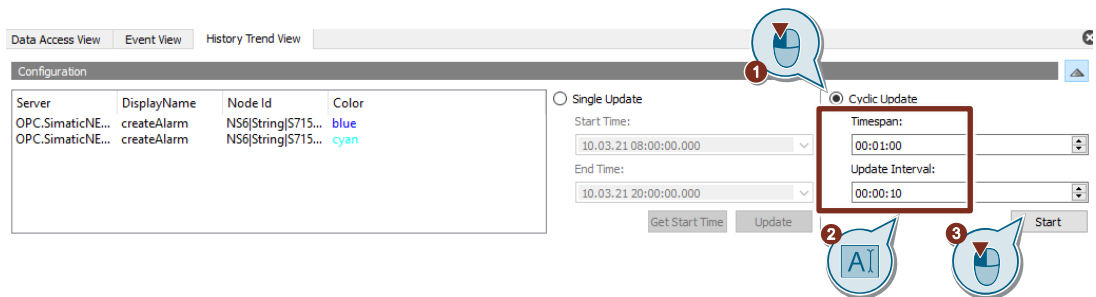 Data Access View Event View History Trend View
Configuration
1
Server DisplayName Node Id Color
OPC.SimaticNE... createAlarm NS6|String|S715... blue
OPC.SimaticNE... createAlarm NS6|String|S715... cyan
Single Update
Start Time:
10.03.21 08:00:00.000
End Time:
10.03.21 20:00:00.000
Get Start Time Update
Cyclic Update
Timespan:
00:01:00
Update Interval:
00:00:10
Start
2
A
3